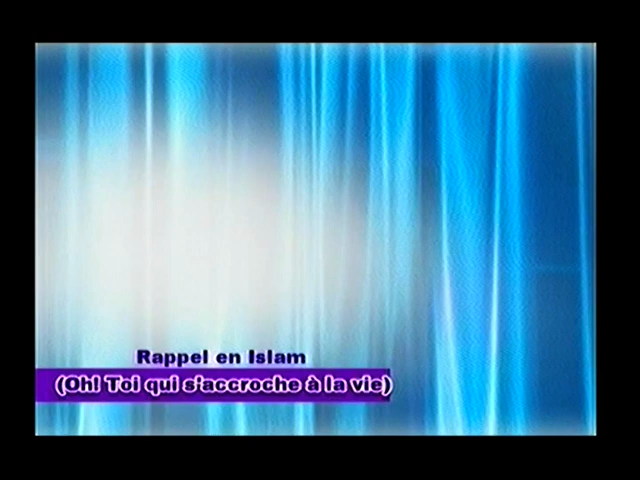 Rappel en Islam
(Oh! Toi qui s'accroche à la vie)